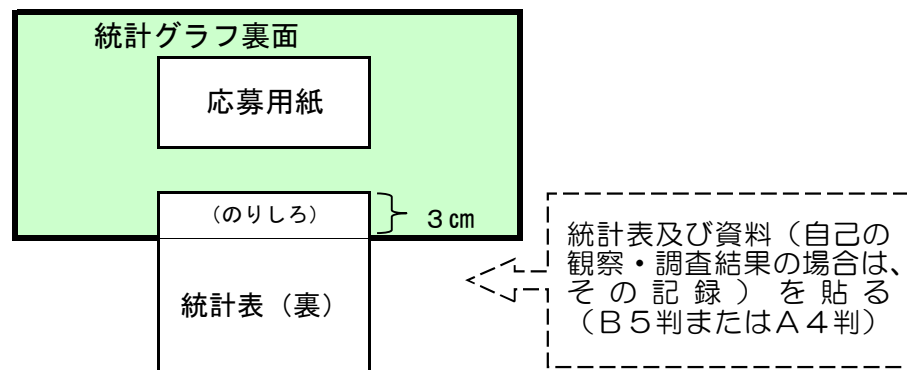 統計グラフ裏面
応募用紙
（のりしろ）
３㎝
統計表（裏）
統計表及び資料（自己の
観察・調査結果の場合は、
その記録）を貼る
（Ｂ５判またはＡ４判）